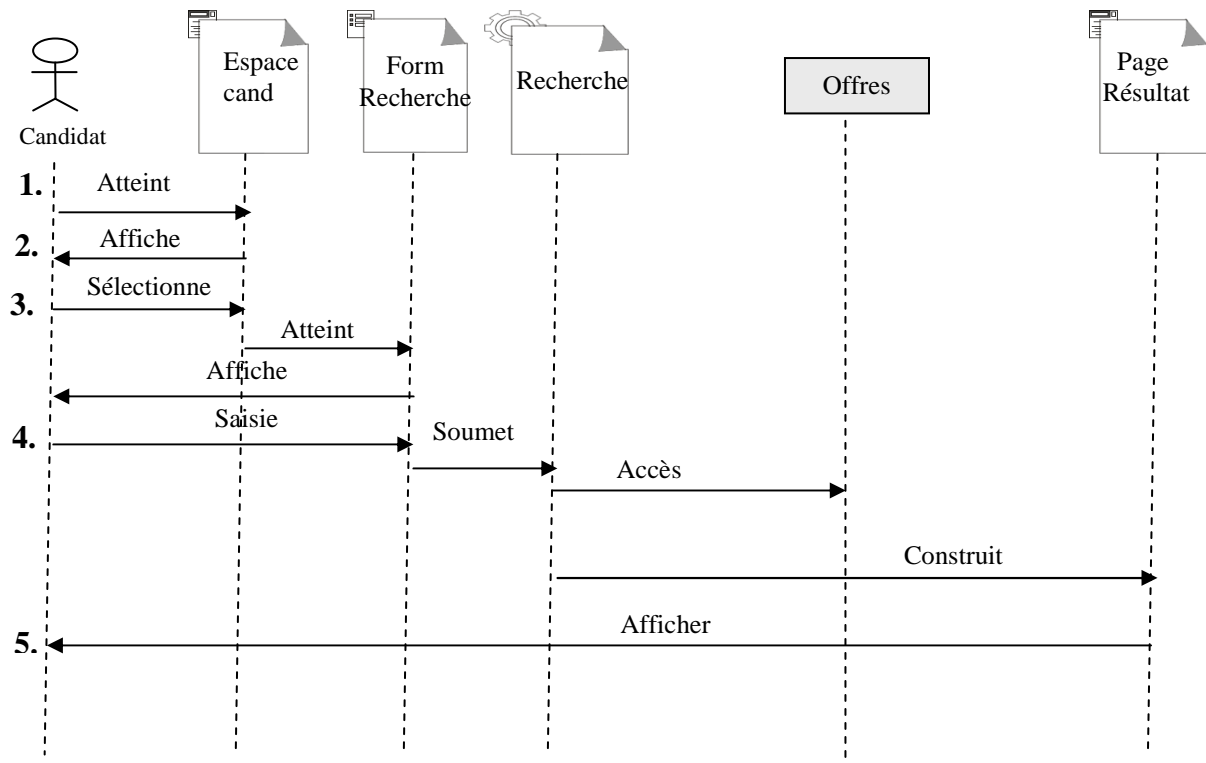 Espace
cand
Form
Recherche
Recherche
Offres
Page
Résultat
Candidat
1. Atteint
2. Affiche
3. Sélectionne
Atteint
Affiche
4. Saisie
Soumet
Accès
Construit
5. Afficher